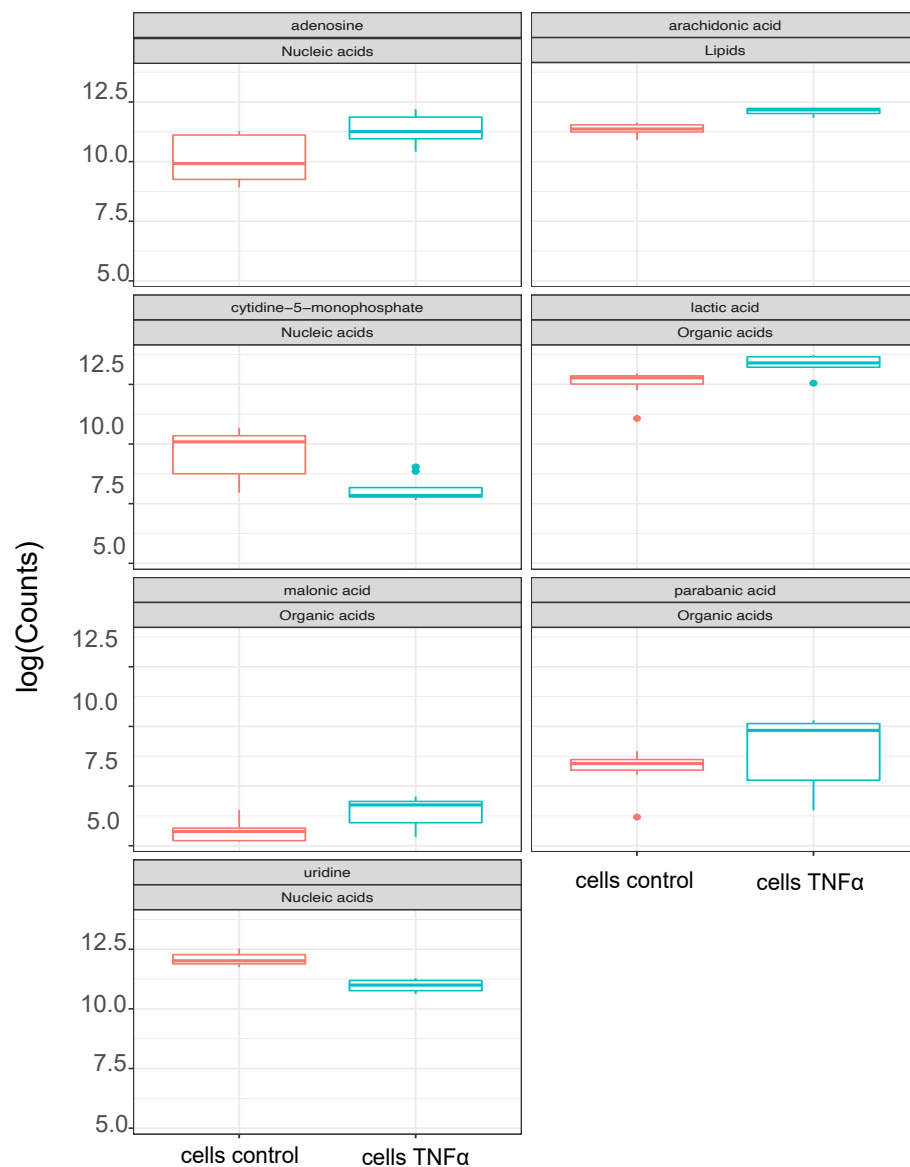 adenosine
Nucleic acids
arachidonic acid
Lipids
12.5
10.0
7.5
5.0
cytidine−5−monophosphate
Nucleic acids
lactic acid
Organic acids
12.5
10.0
7.5
5.0
log(Counts)
malonic acid
Organic acids
parabanic acid
Organic acids
12.5
10.0
7.5
5.0
cells control
cells TNFα
uridine
Nucleic acids
12.5
10.0
7.5
5.0
cells control
cells TNFα